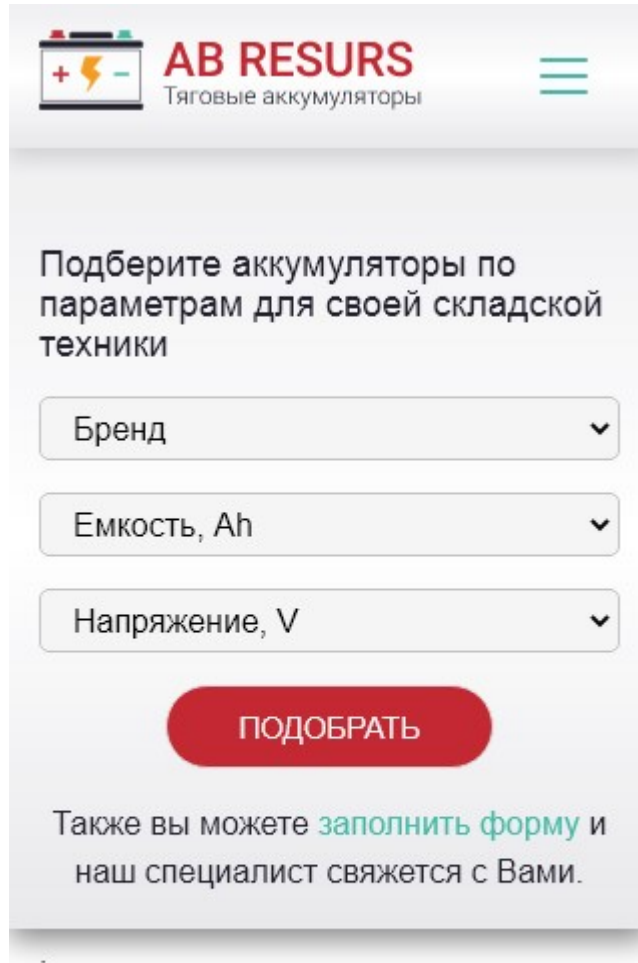 AB RESURS
Тяговые аккумуляторы
Подберите аккумуляторы по
параметрам для своей складской
техники
Бренд
Емкость, Ah
Напряжение, V
ПОДОБРАТЬ
Также вы можете заполнить форму и
наш специалист свяжется с Вами.